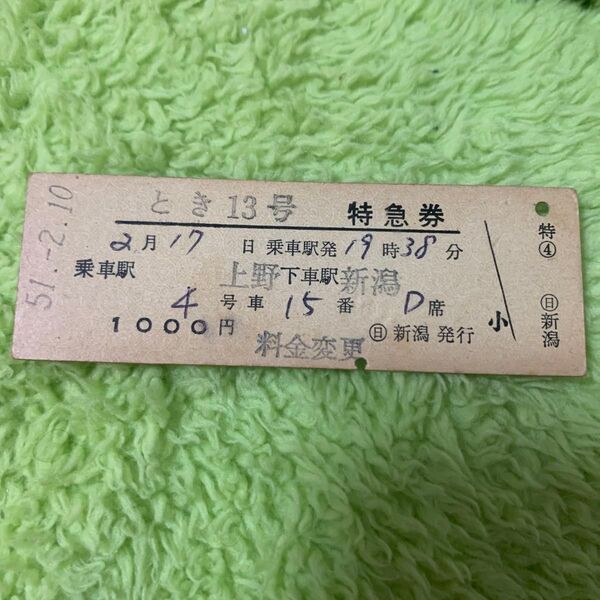 51.-2.10
とき13号 特急券
2月17日 乗車駅発19時38分
乗車駅 上野 下車駅 新潟
4号車 15番 D席
1000円 ㊐新潟 発行
料金変更
小
特
④
㊐新潟